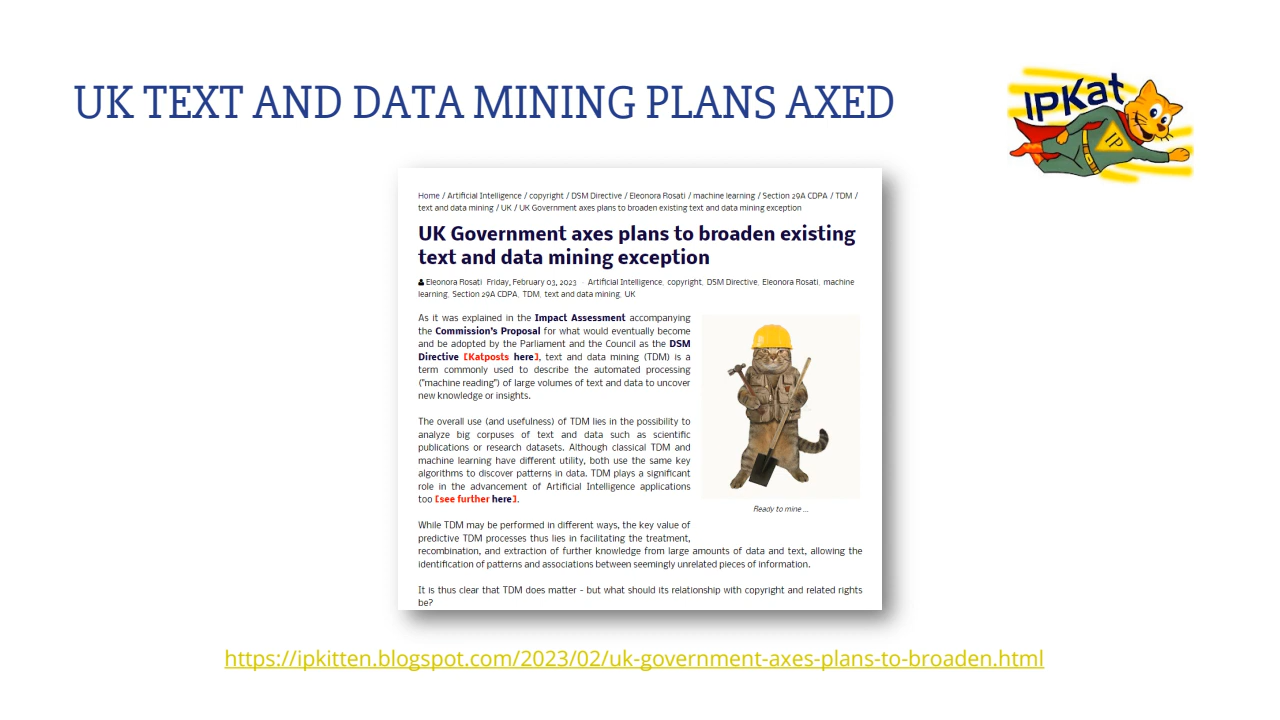 UK TEXT AND DATA MINING PLANS AXED
IPKat
IP
Home / Artificial Intelligence / copyright / DSM Directive / Eleonora Rosati / machine learning / Section 29A CDPA / TDM /
text and data mining / UK / UK Government axes plans to broaden existing text and data mining exception
UK Government axes plans to broaden existing
text and data mining exception
Eleonora Rosati Friday, February 03, 2023 - Artificial Intelligence, copyright, DSM Directive, Eleonora Rosati, machine
learning, Section 29A CDPA, TDM, text and data mining, UK
As it was explained in the Impact Assessment accompanying
the Commission's Proposal for what would eventually become
and be adopted by the Parliament and the Council as the DSM
Directive [Katposts here], text and data mining (TDM) is a
term commonly used to describe the automated processing
("machine reading") of large volumes of text and data to uncover
new knowledge or insights.
The overall use (and usefulness) of TDM lies in the possibility to
analyze big corpuses of text and data such as scientific
publications or research datasets. Although classical TDM and
machine learning have different utility, both use the same key
algorithms to discover patterns in data. TDM plays a significant
role in the advancement of Artificial Intelligence applications
too [see further here].
Ready to mine ...
While TDM may be performed in different ways, the key value of
predictive TDM processes thus lies in facilitating the treatment,
recombination, and extraction of further knowledge from large amounts of data and text, allowing the
identification of patterns and associations between seemingly unrelated pieces of information.
It is thus clear that TDM does matter - but what should its relationship with copyright and related rights
be?
https://ipkitten.blogspot.com/2023/02/uk-government-axes-plans-to-broaden.html